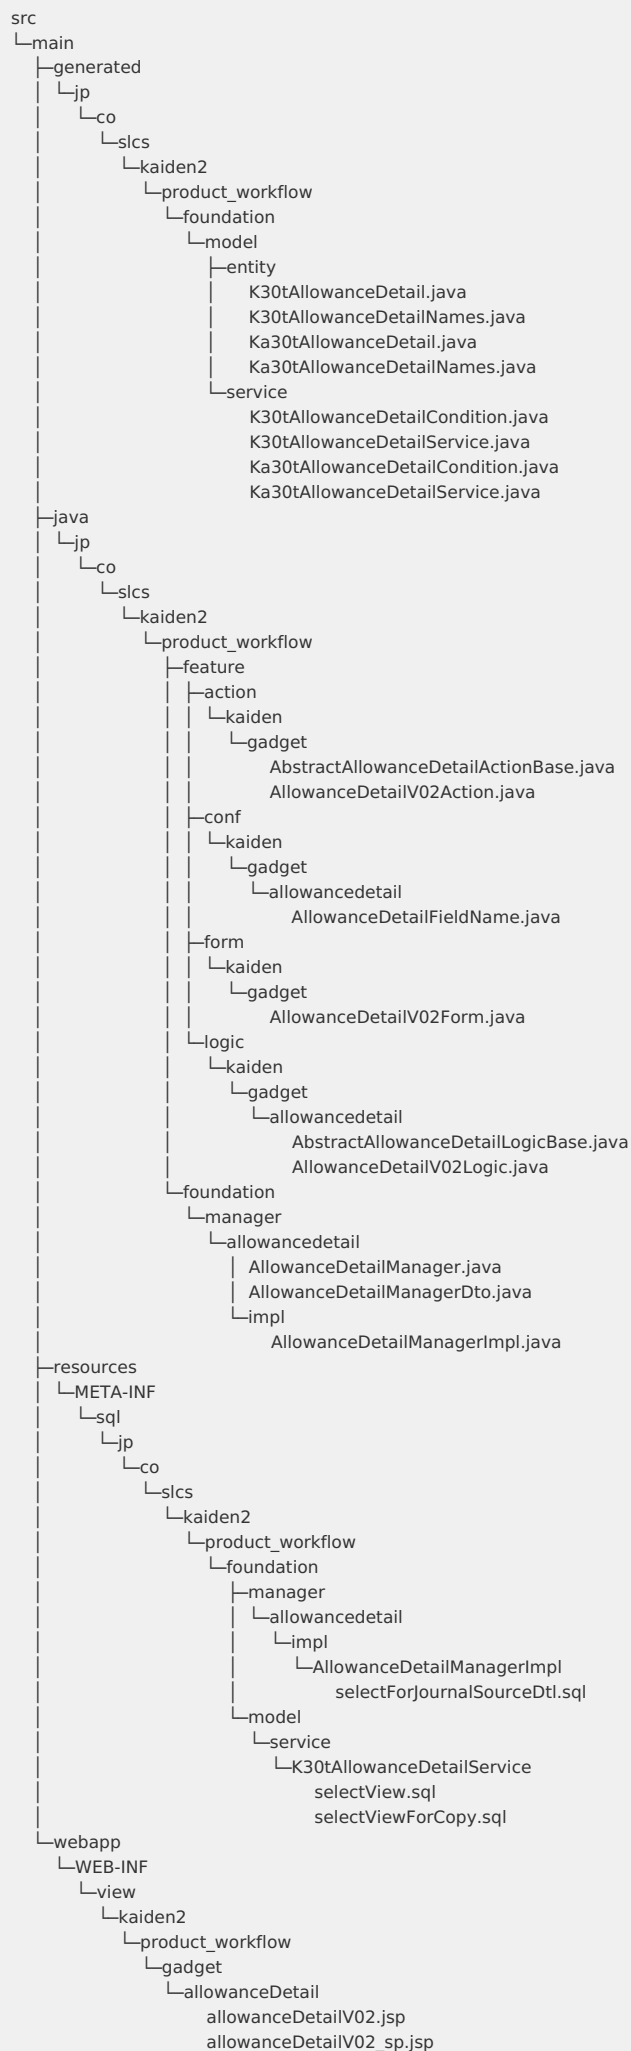 src
└─main
├─generated
│ └─jp
│ └─co
│ └─slcs
│ └─kaiden2
│ └─product_workflow
│ └─foundation
│ └─model
│ ├─entity
│ │ K30tAllowanceDetail.java
│ │ K30tAllowanceDetailNames.java
│ │ Ka30tAllowanceDetail.java
│ │ Ka30tAllowanceDetailNames.java
│ └─service
│ K30tAllowanceDetailCondition.java
│ K30tAllowanceDetailService.java
│ Ka30tAllowanceDetailCondition.java
│ Ka30tAllowanceDetailService.java
├─java
│ └─jp
│ └─co
│ └─slcs
│ └─kaiden2
│ └─product_workflow
│ ├─feature
│ │ ├─action
│ │ │ └─kaiden
│ │ │ └─gadget
│ │ │ AbstractAllowanceDetailActionBase.java
│ │ │ AllowanceDetailV02Action.java
│ │ ├─conf
│ │ │ └─kaiden
│ │ │ └─gadget
│ │ │ └─allowancedetail
│ │ │ AllowanceDetailFieldName.java
│ │ ├─form
│ │ │ └─kaiden
│ │ │ └─gadget
│ │ │ AllowanceDetailV02Form.java
│ │ └─logic
│ │ └─kaiden
│ │ └─gadget
│ │ └─allowancedetail
│ │ AbstractAllowanceDetailLogicBase.java
│ │ AllowanceDetailV02Logic.java
│ └─foundation
│ └─manager
│ └─allowancedetail
│ │ AllowanceDetailManager.java
│ │ AllowanceDetailManagerDto.java
│ └─impl
│ AllowanceDetailManagerImpl.java
├─resources
│ └─META-INF
│ └─sql
│ └─jp
│ └─co
│ └─slcs
│ └─kaiden2
│ └─product_workflow
│ └─foundation
│ ├─manager
│ │ └─allowancedetail
│ │ └─impl
│ │ └─AllowanceDetailManagerImpl
│ │ selectForJournalSourceDtl.sql
│ └─model
│ └─service
│ └─K30tAllowanceDetailService
│ selectView.sql
│ selectViewForCopy.sql
└─webapp
└─WEB-INF
└─view
└─kaiden2
└─product_workflow
└─gadget
└─allowanceDetail
allowanceDetailV02.jsp
allowanceDetailV02_sp.jsp